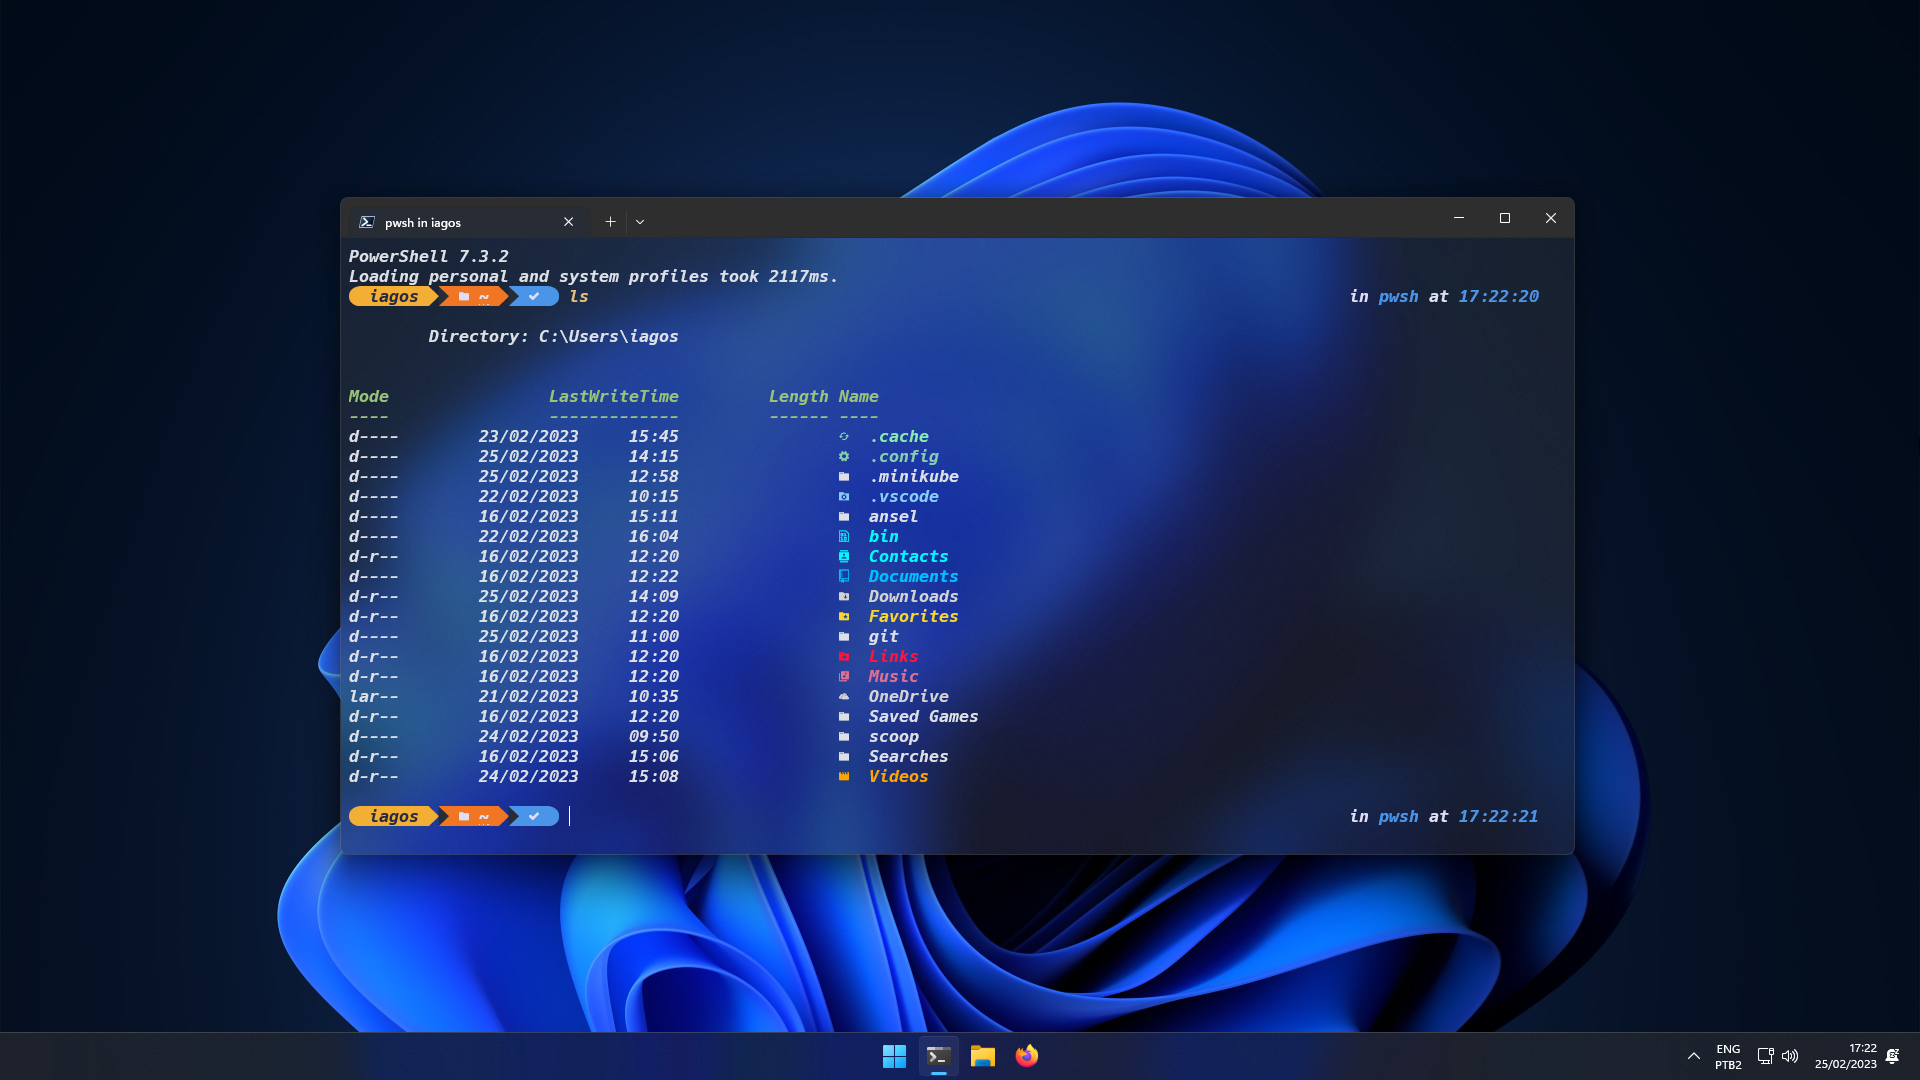 pwsh in iagos
PowerShell 7.3.2
Loading personal and system profiles took 2117ms.
iagos ~ ls in pwsh at 17:22:20
Directory: C:\Users\iagos
Mode LastWriteTime Length Name
---- ------------- ------ ----
d---- 23/02/2023 15:45 .cache
d---- 25/02/2023 14:15 .config
d---- 25/02/2023 12:58 .minikube
d---- 22/02/2023 10:15 .vscode
d---- 16/02/2023 15:11 ansel
d---- 22/02/2023 16:04 bin
d-r-- 16/02/2023 12:20 Contacts
d---- 16/02/2023 12:22 Documents
d-r-- 25/02/2023 14:09 Downloads
d-r-- 16/02/2023 12:20 Favorites
d---- 25/02/2023 11:00 git
d-r-- 16/02/2023 12:20 Links
d-r-- 16/02/2023 12:20 Music
lar-- 21/02/2023 10:35 OneDrive
d-r-- 16/02/2023 12:20 Saved Games
d---- 24/02/2023 09:50 scoop
d-r-- 16/02/2023 15:06 Searches
d-r-- 24/02/2023 15:08 Videos
iagos ~ in pwsh at 17:22:21
ENG
PTB2
17:22
25/02/2023